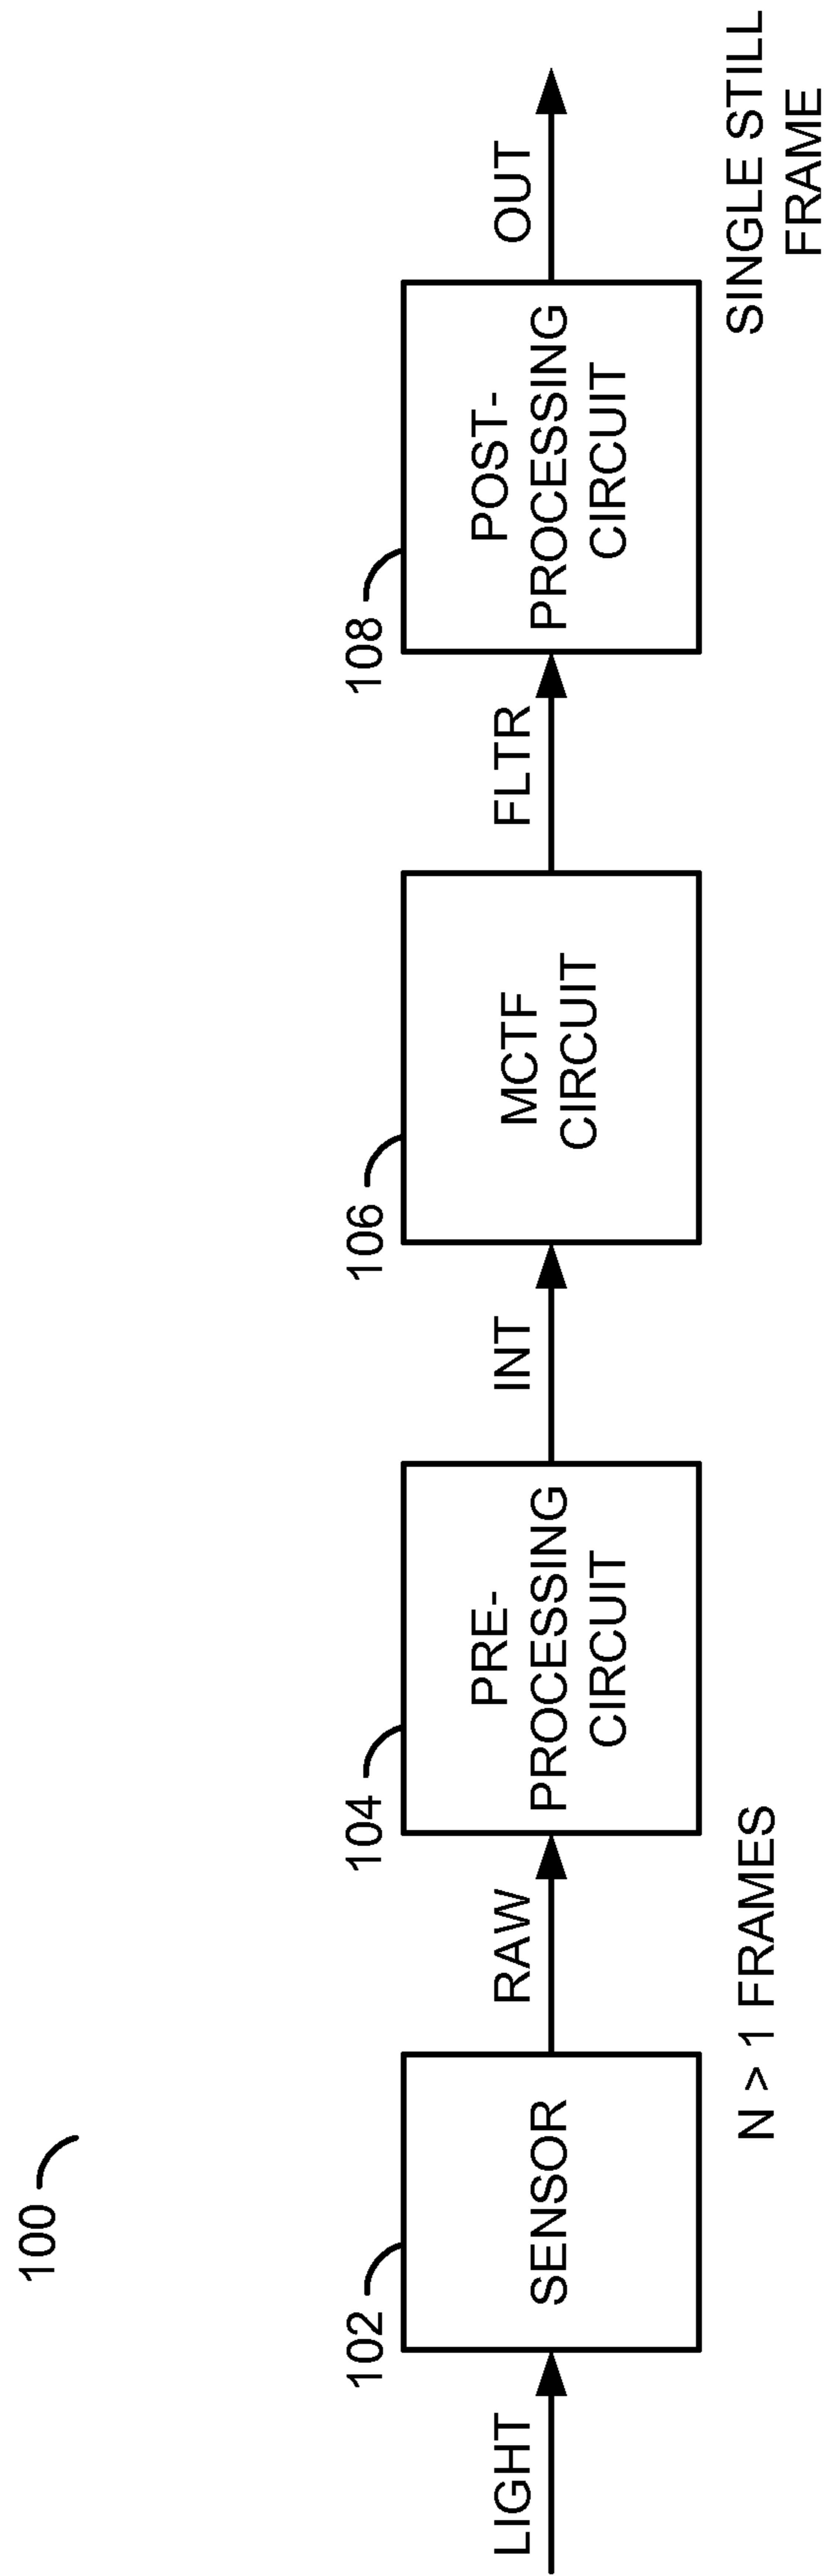 100
LIGHT
102
SENSOR
RAW
N > 1 FRAMES
104
PRE-
PROCESSING
CIRCUIT
INT
106
MCTF
CIRCUIT
FLTR
108
POST-
PROCESSING
CIRCUIT
OUT
SINGLE STILL
FRAME